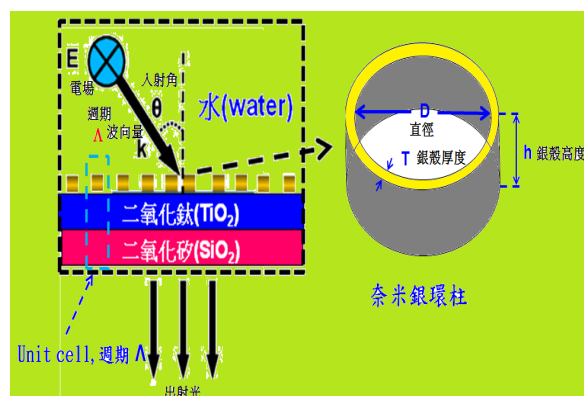 E
電場
入射角
θ
週期
Λ 波向量
k
水(water)
二氧化鈦(TiO₂)
二氧化矽(SiO₂)
Unit cell,週期 Λ
出射光
D
直徑
T 銀殼厚度
h 銀殼高度
奈米銀環柱